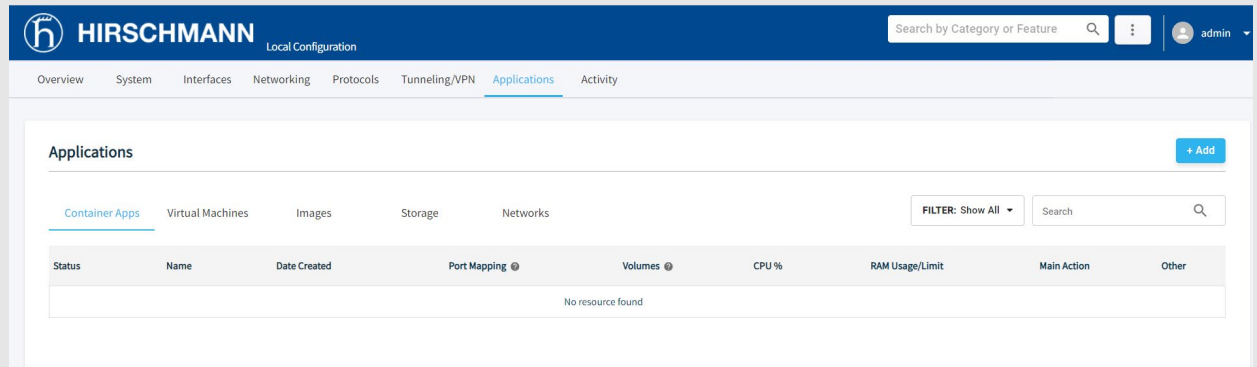 HIRSCHMANN
Local Configuration
Search by Category or Feature
admin
Overview System Interfaces Networking Protocols Tunneling/VPN Applications Activity
Applications
+ Add
Container Apps Virtual Machines Images Storage Networks
FILTER: Show All
Search
Status Name Date Created Port Mapping Volumes CPU % RAM Usage/Limit Main Action Other
No resource found